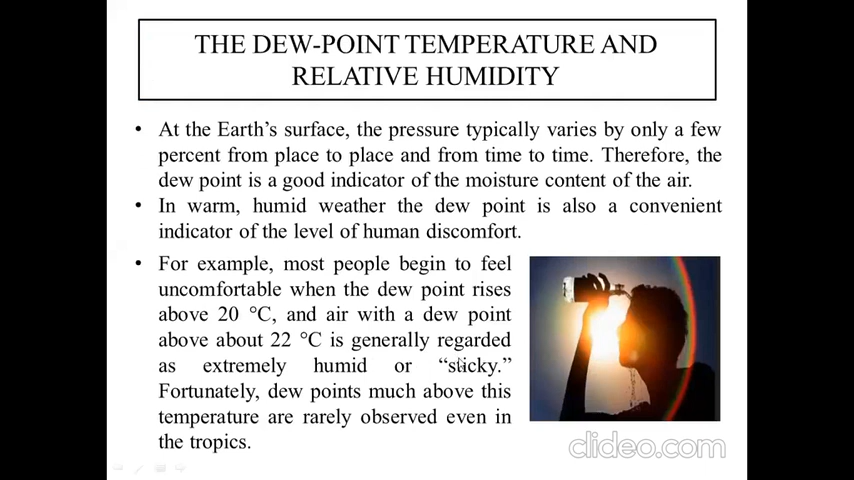 THE DEW-POINT TEMPERATURE AND
RELATIVE HUMIDITY
• At the Earth's surface, the pressure typically varies by only a few
percent from place to place and from time to time. Therefore, the
dew point is a good indicator of the moisture content of the air.
• In warm, humid weather the dew point is also a convenient
indicator of the level of human discomfort.
• For example, most people begin to feel
uncomfortable when the dew point rises
above 20 °C, and air with a dew point
above about 22 °C is generally regarded
as extremely humid or “sticky.”
Fortunately, dew points much above this
temperature are rarely observed even in
the tropics.
clideo.com